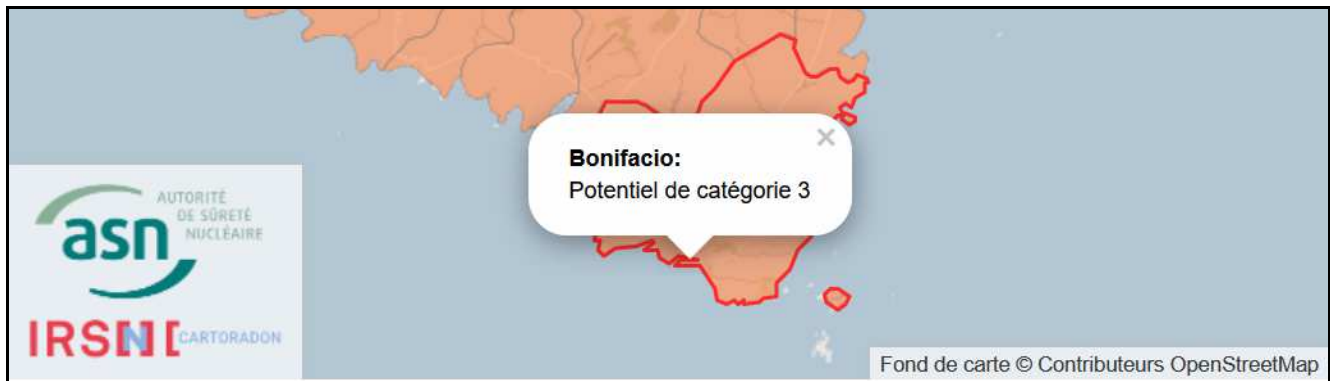 Bonifacio:
Potentiel de catégorie 3
×
AUTORITÉ
DE SÛRETÉ
NUCLÉAIRE
asn
IRSN
CARTORADON
Fond de carte © Contributeurs OpenStreetMap